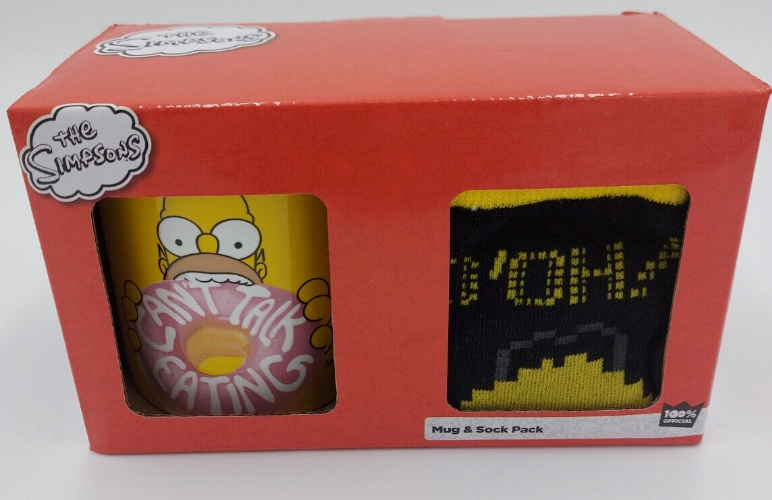 THE
SIMPSONS
THE
SIMPSONS
CAN'T TALK
EATING
D'OH!
Mug & Sock Pack
100%
OFFICIAL